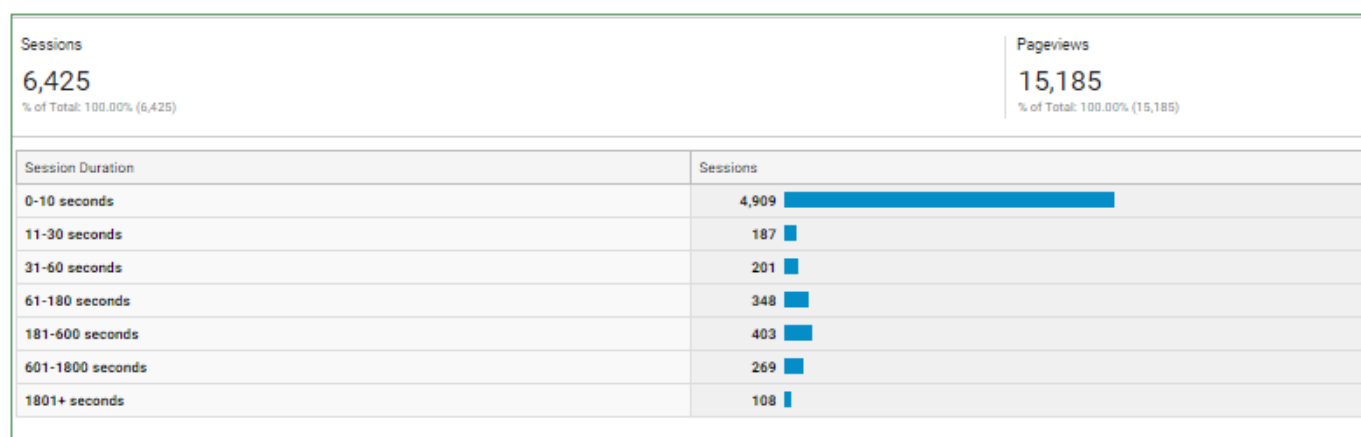 Sessions
6,425
% of Total: 100.00% (6,425)
Pageviews
15,185
% of Total: 100.00% (15,185)
Session Duration Sessions
0-10 seconds 4,909
11-30 seconds 187
31-60 seconds 201
61-180 seconds 348
181-600 seconds 403
601-1800 seconds 269
1801+ seconds 108